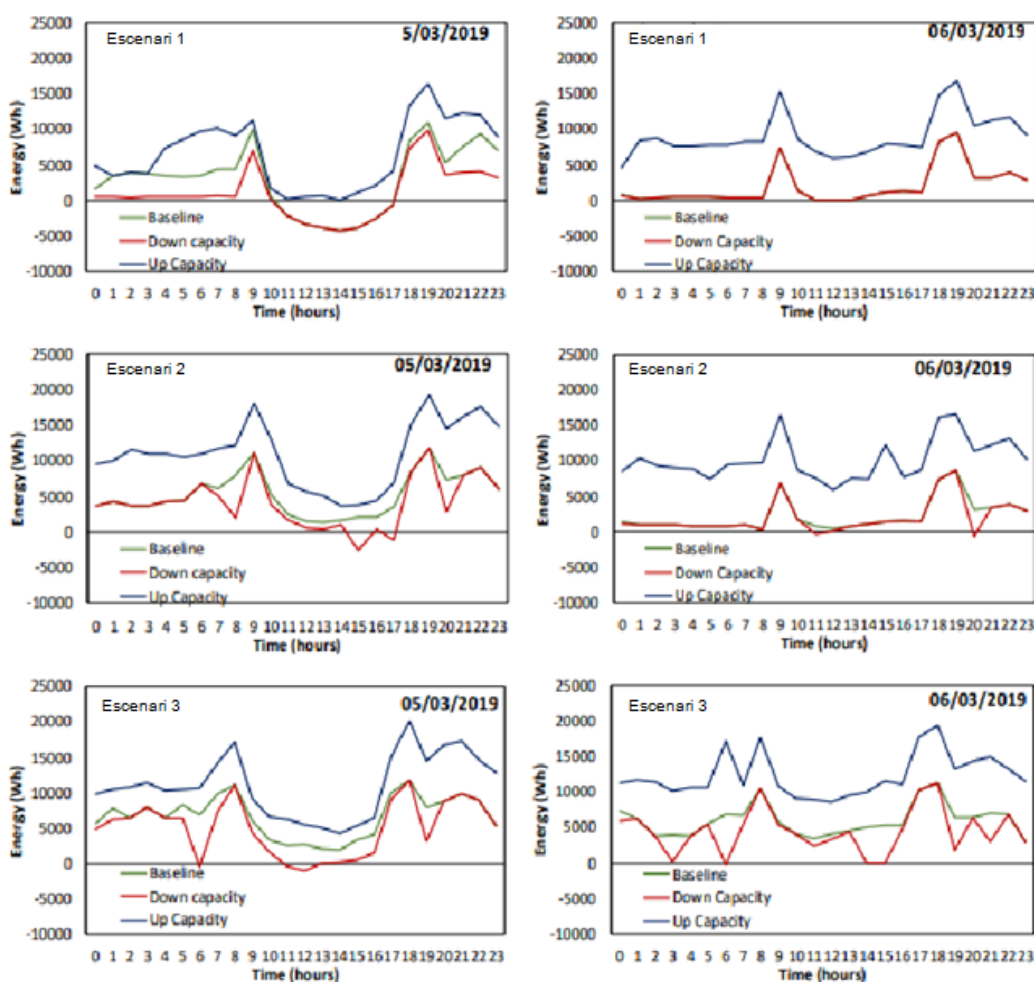 Escenari 1
5/03/2019
Energy (Wh)
25000
20000
15000
10000
5000
0
-5000
-10000
Baseline
Down capacity
Up Capacity
0 1 2 3 4 5 6 7 8 9 10 11 12 13 14 15 16 17 18 19 20 21 22 23
Time (hours)
Escenari 1
06/03/2019
Energy (Wh)
25000
20000
15000
10000
5000
0
-5000
-10000
Baseline
Down capacity
Up Capacity
0 1 2 3 4 5 6 7 8 9 10 11 12 13 14 15 16 17 18 19 20 21 22 23
Time (hours)
Escenari 2
05/03/2019
Energy (Wh)
25000
20000
15000
10000
5000
0
-5000
-10000
Baseline
Down capacity
Up Capacity
0 1 2 3 4 5 6 7 8 9 10 11 12 13 14 15 16 17 18 19 20 21 22 23
Time (hours)
Escenari 2
06/03/2019
Energy (Wh)
25000
20000
15000
10000
5000
0
-5000
-10000
Baseline
Down Capacity
Up Capacity
0 1 2 3 4 5 6 7 8 9 10 11 12 13 14 15 16 17 18 19 20 21 22 23
Time (hours)
Escenari 3
05/03/2019
Energy (Wh)
25000
20000
15000
10000
5000
0
-5000
-10000
Baseline
Down capacity
Up Capacity
0 1 2 3 4 5 6 7 8 9 10 11 12 13 14 15 16 17 18 19 20 21 22 23
Time (hours)
Escenari 3
06/03/2019
Energy (Wh)
25000
20000
15000
10000
5000
0
-5000
-10000
Baseline
Down Capacity
Up Capacity
0 1 2 3 4 5 6 7 8 9 10 11 12 13 14 15 16 17 18 19 20 21 22 23
Time (hours)